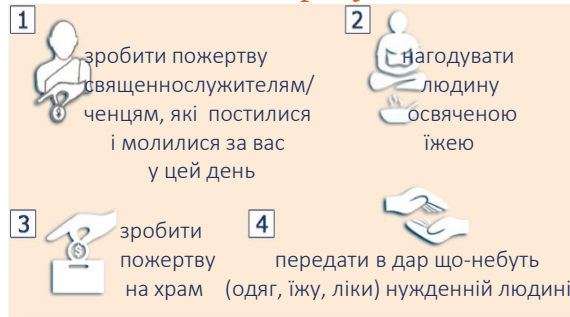 1
зробити пожертву
священнослужителям/
ченцям, які постилися
і молилися за вас
у цей день
2
нагодувати
людину
освяченою
їжею
3
зробити
пожертву
на храм
4
передати в дар що-небуть
(одяг, їжу, ліки) нужденній людині